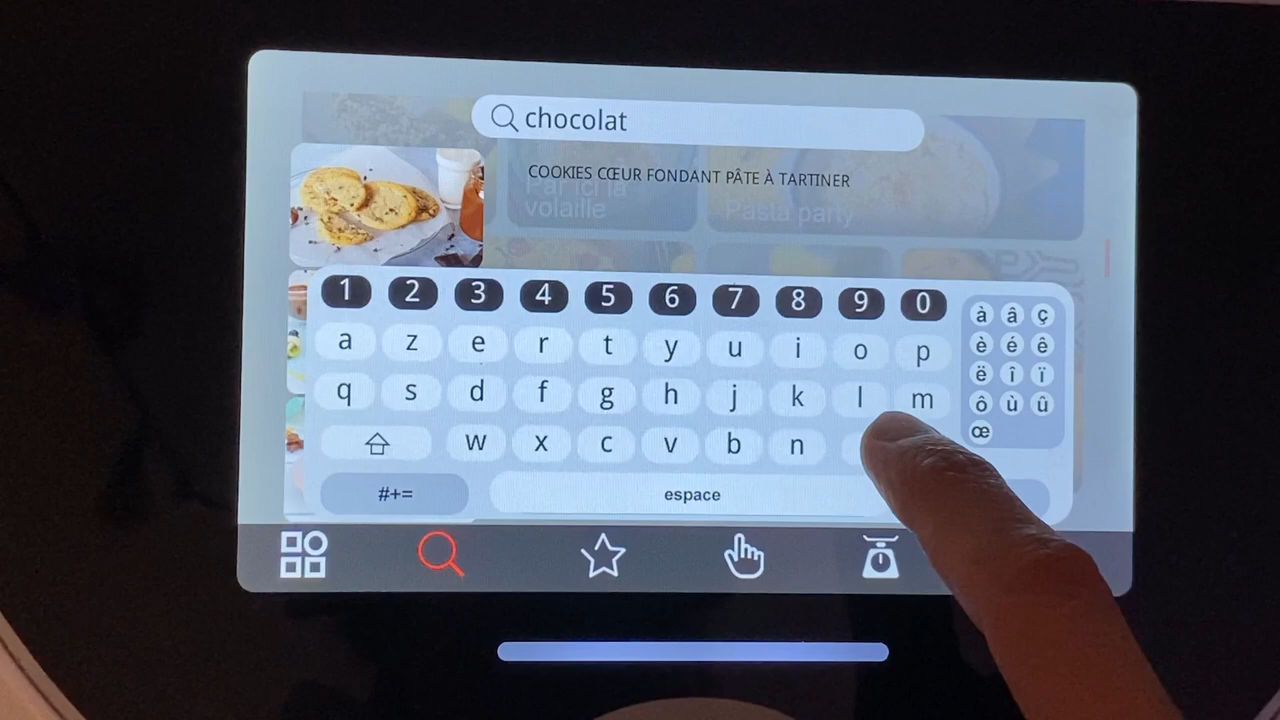 chocolat
COOKIES CŒUR FONDANT PÂTE À TARTINER
Par ici la
volaille
Pasta party
1 2 3 4 5 6 7 8 9 0
a z e r t y u i o p
q s d f g h j k l m
w x c v b n
à â ç
è é ê
ë î ï
ô ù û
œ
#+= espace